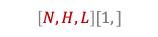 [N, H, L][1,]